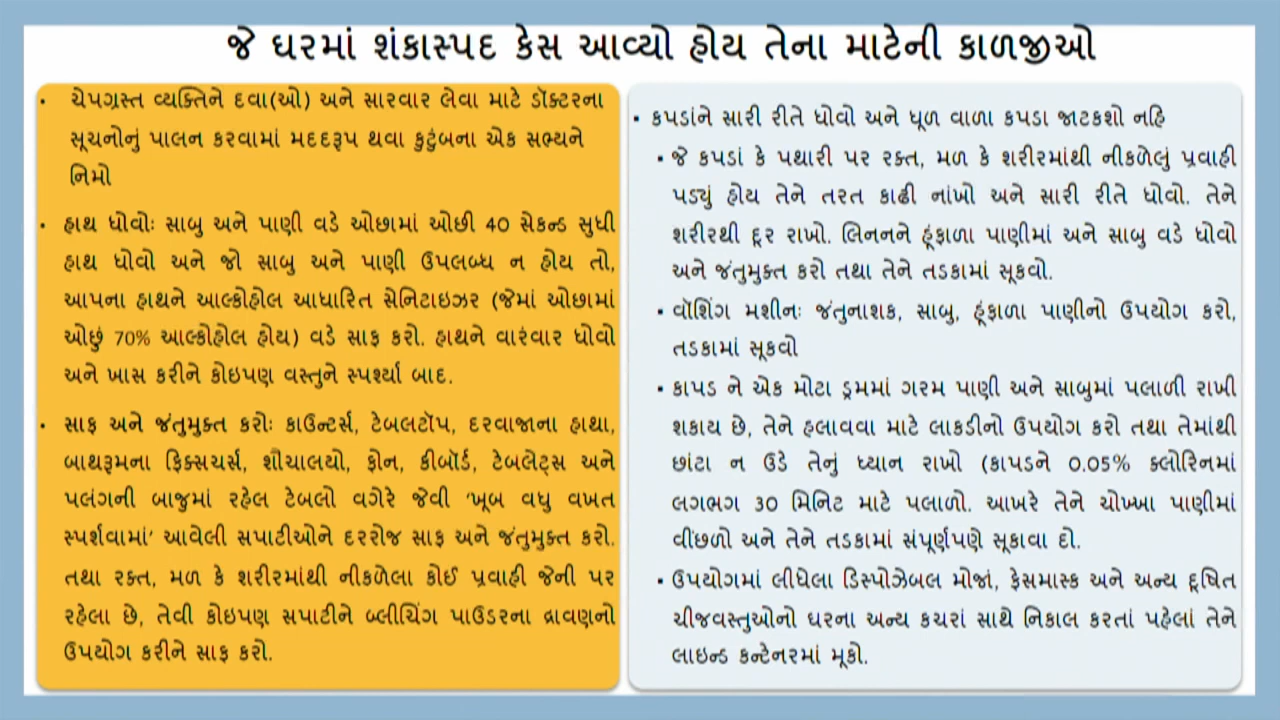 જે ઘરમાં શંકાસ્પદ કેસ આવ્યો હોય તેના માટેની કાળજીઓ
• ચેપગ્રસ્ત વ્યક્તિને દવા(ઓ) અને સારવાર લેવા માટે ડૉક્ટરના
સૂચનોનું પાલન કરવામાં મદદરૂપ થવા કુટુંબના એક સભ્યને
નિમો
• હાથ ધોવોઃ સાબુ અને પાણી વડે ઓછામાં ઓછી 40 સેકન્ડ સુધી
હાથ ધોવો અને જો સાબુ અને પાણી ઉપલબ્ધ ન હોય તો,
આપના હાથને આલ્કોહોલ આધારિત સેનિટાઇઝર (જેમાં ઓછામાં
ઓછું 70% આલ્કોહોલ હોય) વડે સાફ કરો. હાથને વારંવાર ધોવો
અને ખાસ કરીને કોઇપણ વસ્તુને સ્પર્શ્યા બાદ.
• સાફ અને જંતુમુક્ત કરોઃ કાઉન્ટર્સ, ટેબલટૉપ, દરવાજાના હાથા,
બાથરૂમના ફિક્સચર્સ, શૌચાલયો, ફોન, કીબૉર્ડ, ટેબલેટ્સ અને
પલંગની બાજુમાં રહેલ ટેબલો વગેરે જેવી ‘ખૂબ વધુ વખત
સ્પર્શવામાં’ આવેલી સપાટીઓને દરરોજ સાફ અને જંતુમુક્ત કરો.
તથા રક્ત, મળ કે શરીરમાંથી નીકળેલા કોઈ પ્રવાહી જેની પર
રહેલા છે, તેવી કોઇપણ સપાટીને બ્લીચિંગ પાઉડરના દ્રાવણનો
ઉપયોગ કરીને સાફ કરો.
• કપડાંને સારી રીતે ધોવો અને ધૂળ વાળા કપડા જાટકશો નહિ
• જે કપડાં કે પથારી પર રક્ત, મળ કે શરીરમાંથી નીકળેલું પ્રવાહી
પડ્યું હોય તેને તરત કાઢી નાંખો અને સારી રીતે ધોવો. તેને
શરીરથી દૂર રાખો. લિનનને હૂંફાળા પાણીમાં અને સાબુ વડે ધોવો
અને જંતુમુક્ત કરો તથા તેને તડકામાં સૂકવો.
• વૉશિંગ મશીનઃ જંતુનાશક, સાબુ, હૂંફાળા પાણીનો ઉપયોગ કરો,
તડકામાં સૂકવો
• કાપડ ને એક મોટા ડ્રમમાં ગરમ પાણી અને સાબુમાં પલાળી રાખી
શકાય છે, તેને હલાવવા માટે લાકડીનો ઉપયોગ કરો તથા તેમાંથી
છાંટા ન ઉડે તેનું ધ્યાન રાખો (કાપડને 0.05% ક્લોરિનમાં
લગભગ 30 મિનિટ માટે પલાળો. આખરે તેને ચોખ્ખા પાણીમાં
વીંછળો અને તેને તડકામાં સંપૂર્ણપણે સૂકાવા દો.
• ઉપયોગમાં લીધેલા ડિસ્પોઝેબલ મોજાં, ફેસમાસ્ક અને અન્ય દૂષિત
ચીજવસ્તુઓનો ઘરના અન્ય કચરાં સાથે નિકાલ કરતાં પહેલાં તેને
લાઇન્ડ કન્ટેનરમાં મૂકો.